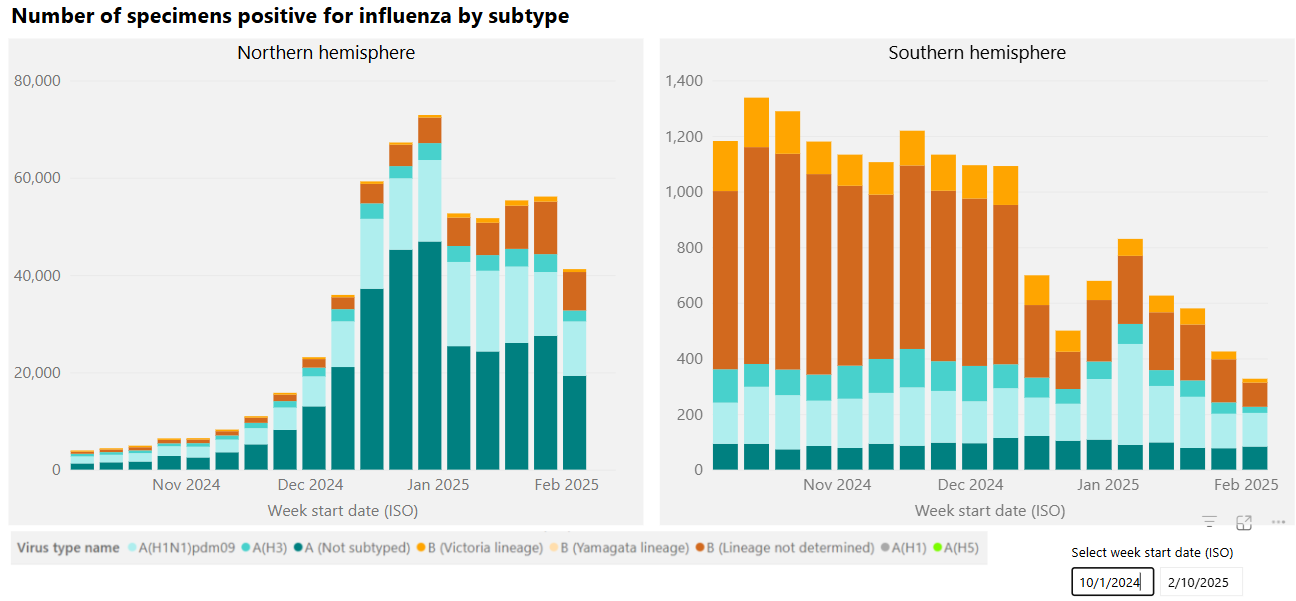 Number of specimens positive for influenza by subtype
Northern hemisphere
80,000
60,000
40,000
20,000
0
Nov 2024 Dec 2024 Jan 2025 Feb 2025
Week start date (ISO)
Southern hemisphere
1,400
1,200
1,000
800
600
400
200
0
Nov 2024 Dec 2024 Jan 2025 Feb 2025
Week start date (ISO)
Virus type name A(H1N1)pdm09 A(H3) A (Not subtyped) B (Victoria lineage) B (Yamagata lineage) B (Lineage not determined) A(H1) A(H5)
Select week start date (ISO)
10/1/2024 2/10/2025